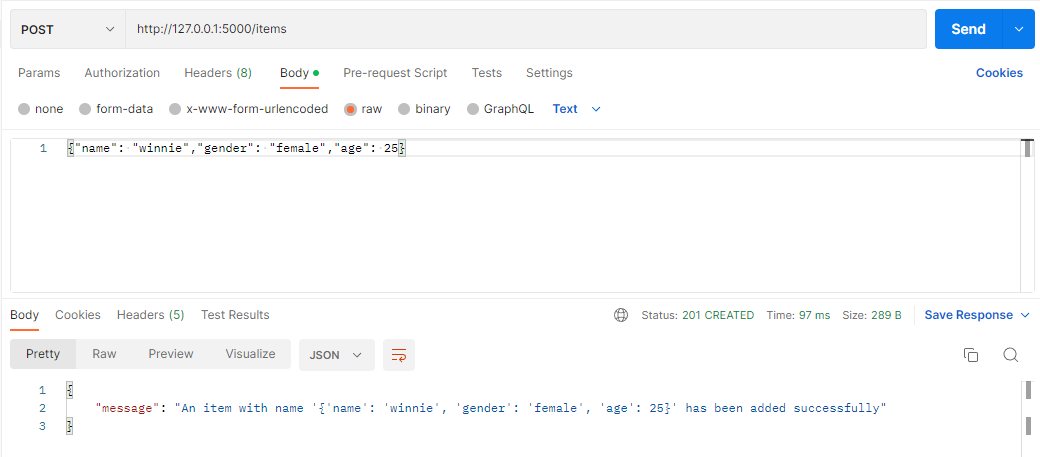 POST http://127.0.0.1:5000/items Send
Params Authorization Headers (8) Body Pre-request Script Tests Settings Cookies
none form-data x-www-form-urlencoded raw binary GraphQL Text
1 {"name": "winnie","gender": "female","age": 25}
Body Cookies Headers (5) Test Results Status: 201 CREATED Time: 97 ms Size: 289 B Save Response
Pretty Raw Preview Visualize JSON
1 {
2 "message": "An item with name '{'name': 'winnie', 'gender': 'female', 'age': 25}' has been added successfully"
3 }